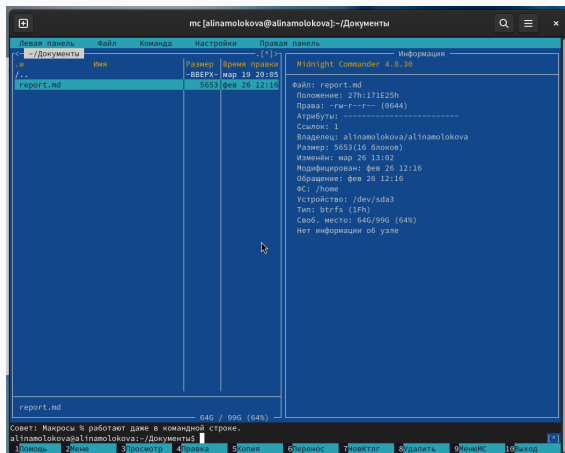 mc [alinamolokova@alinamolokova]:~/Документы
Левая панель Файл Команда Настройки Правая панель
<— ~/Документы .[^]>
.и Имя Размер Время правки
/.. -ВВЕРХ- мар 19 20:05
report.md 5653 фев 26 12:16
report.md
64G / 99G (64%)
Информация
Midnight Commander 4.8.30
Файл: report.md
Положение: 27h:171E25h
Права: -rw-r--r-- (0644)
Атрибуты: ------------------------
Ссылок: 1
Владелец: alinamolokova/alinamolokova
Размер: 5653(16 блоков)
Изменён: мар 26 13:02
Модифицирован: фев 26 12:16
Обращение: фев 26 12:16
ФС: /home
Устройство: /dev/sda3
Тип: btrfs (1Fh)
Своб. место: 64G/99G (64%)
Нет информации об узле
Совет: Макросы % работают даже в командной строке.
alinamolokova@alinamolokova:~/Документы$ [^]
1Помощь 2Меню 3Просмотр 4Правка 5Копия 6Перенос 7НовКтлг 8Удалить 9МенюМС 10Выход